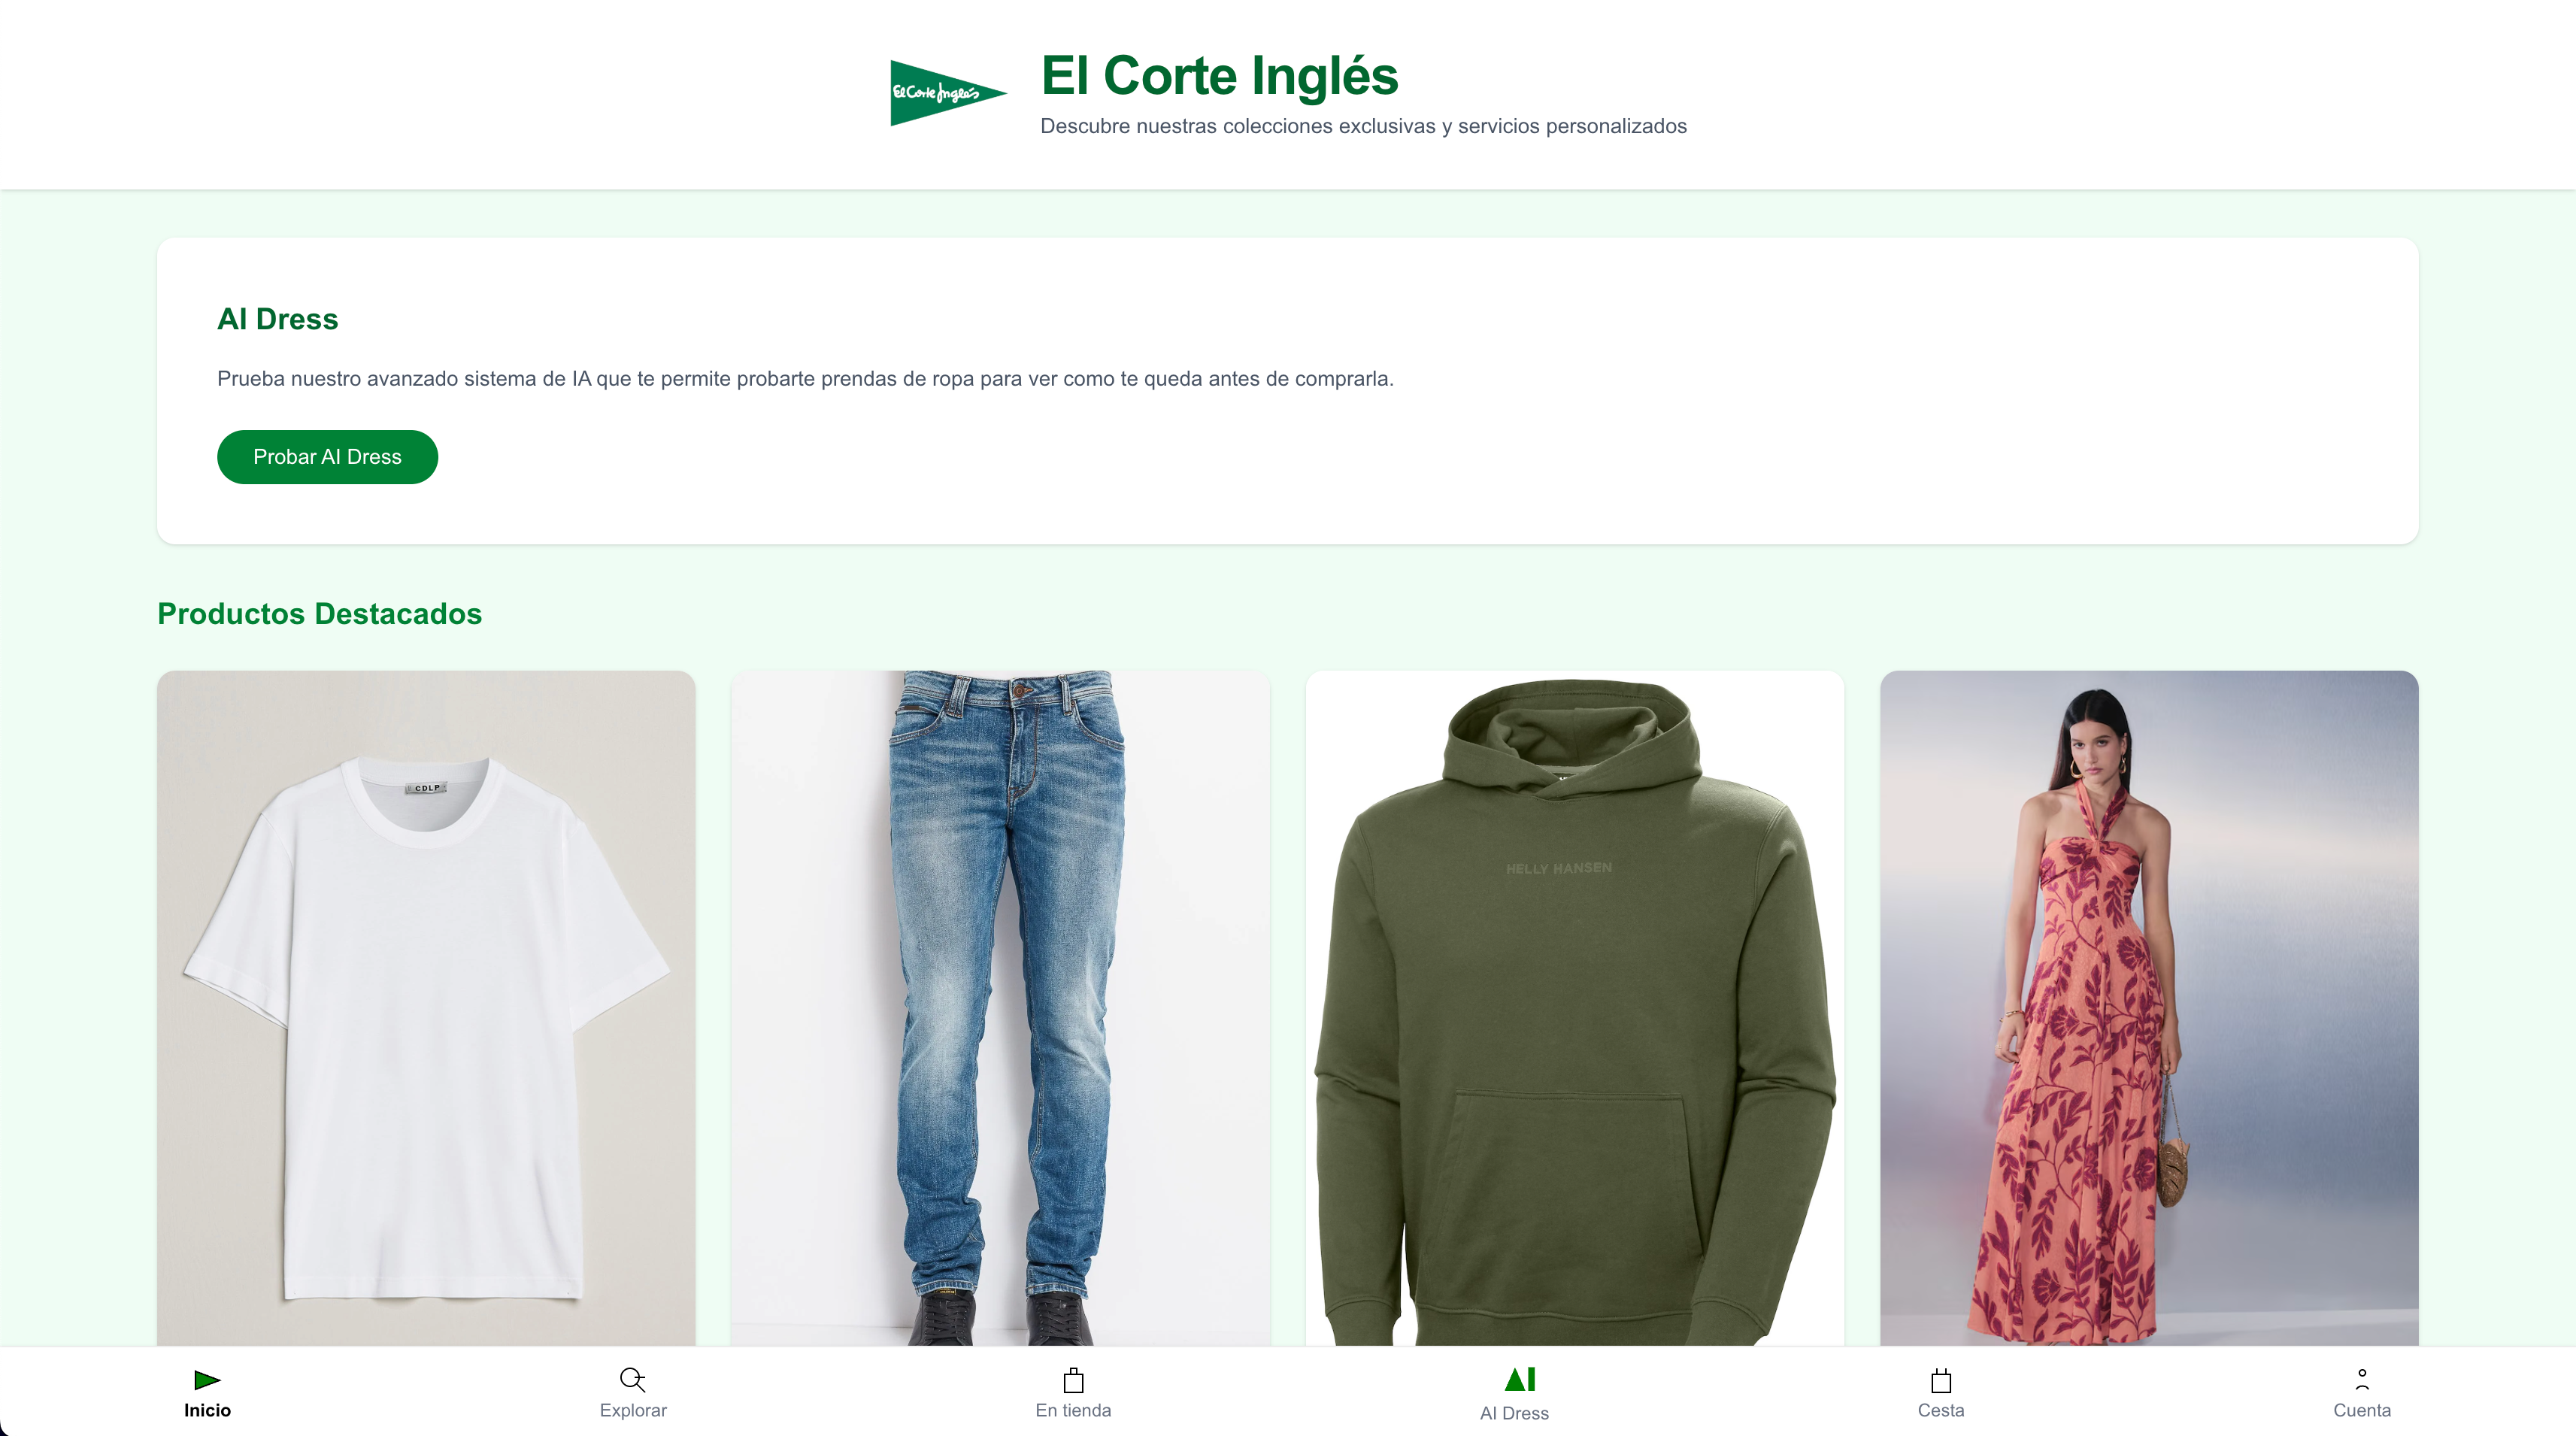 El Corte Inglés
El Corte Inglés
Descubre nuestras colecciones exclusivas y servicios personalizados
AI Dress
Prueba nuestro avanzado sistema de IA que te permite probarte prendas de ropa para ver como te queda antes de comprarla.
Probar AI Dress
Productos Destacados
CDLP
HELLY HANSEN
AI
Inicio
Explorar
En tienda
AI Dress
Cesta
Cuenta